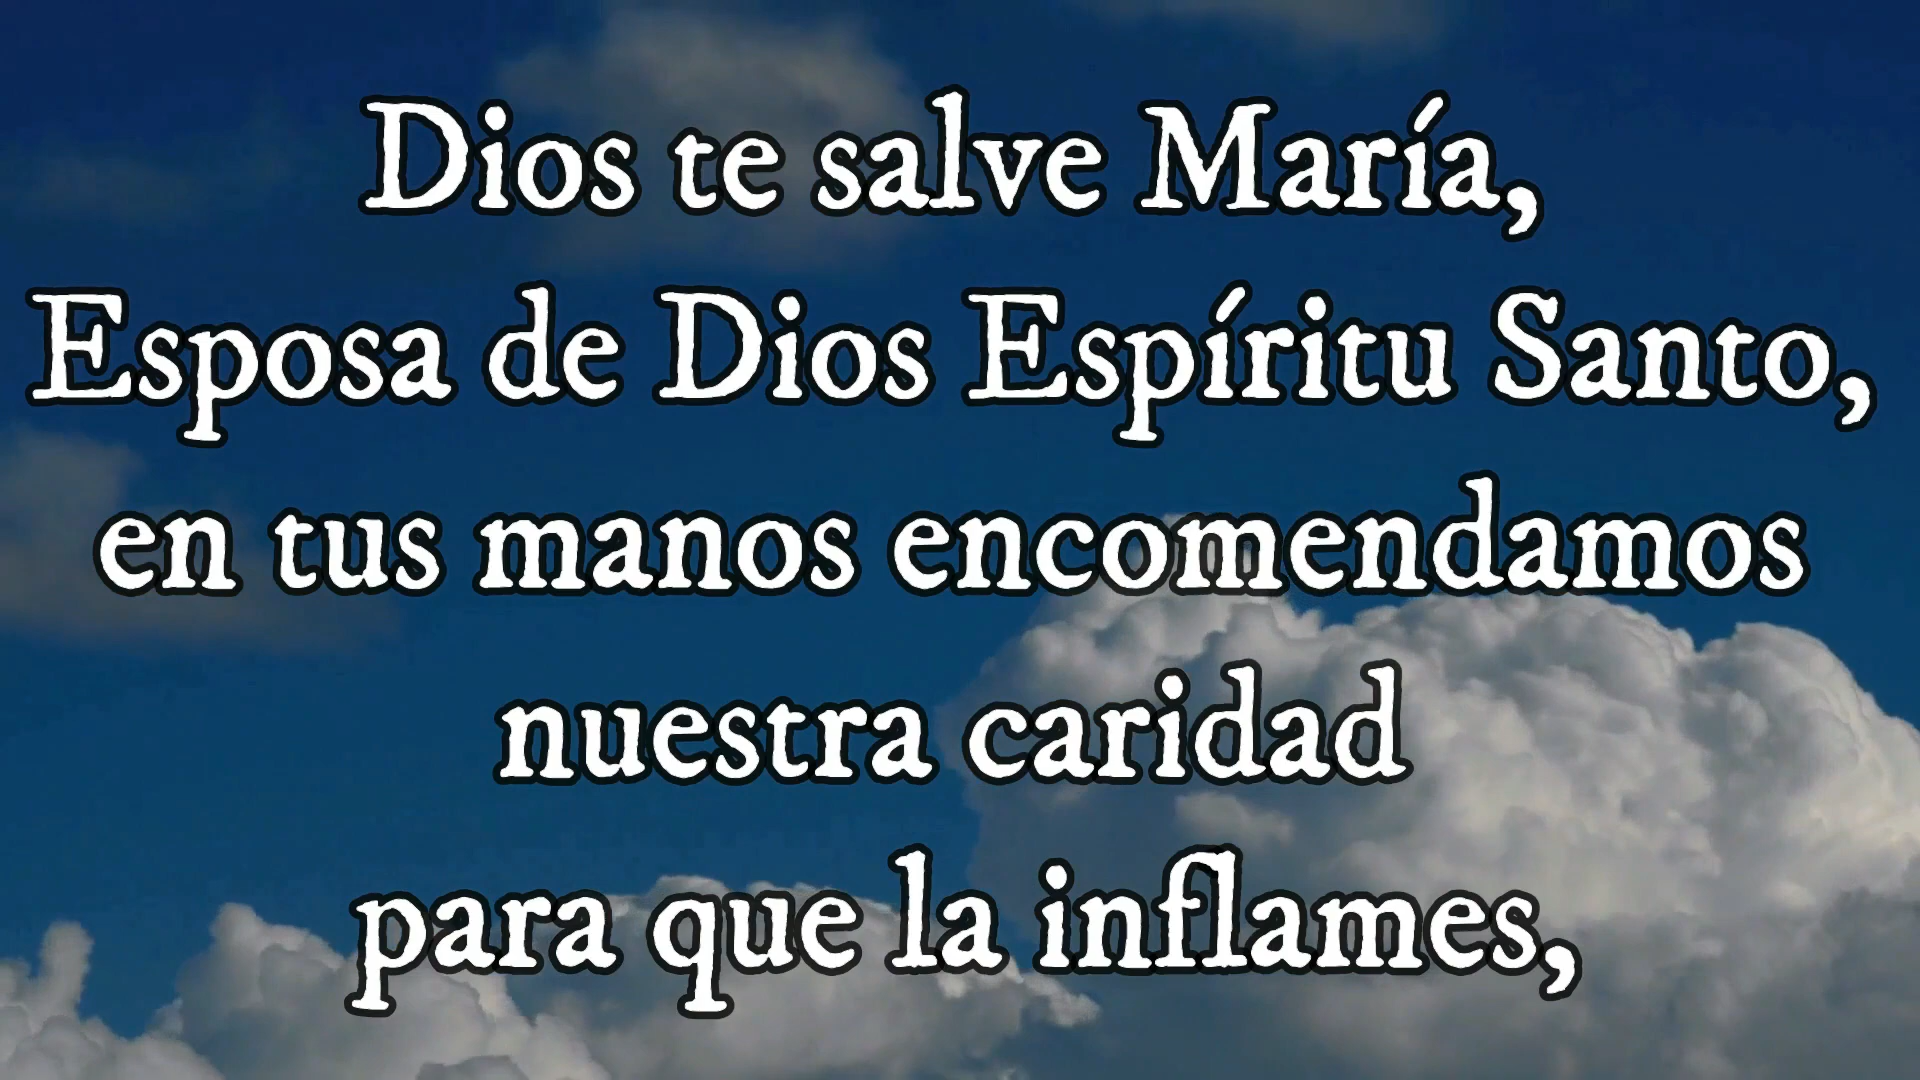 Dios te salve María,
Esposa de Dios Espíritu Santo,
en tus manos encomendamos
nuestra caridad
para que la inflames,